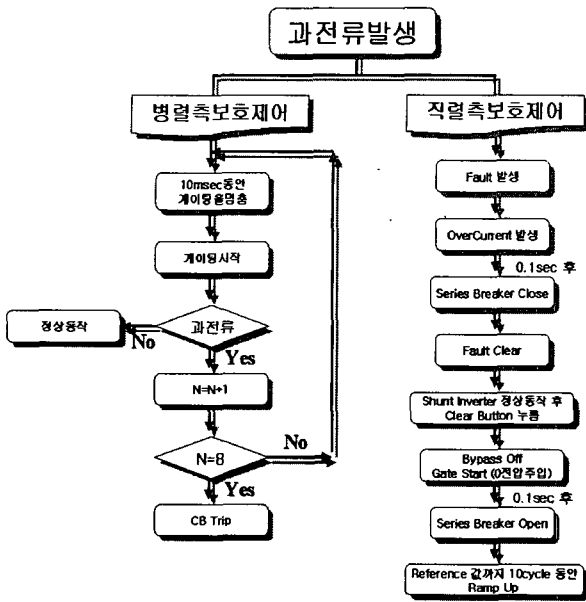 과전류발생
병렬측보호제어
10msec동안
게이팅을멈춤
게이팅시작
과전류
No
정상동작
Yes
N=N+1
N=8
No
Yes
CB Trip
직렬측보호제어
Fault 발생
OverCurrent 발생
0.1sec 후
Series Breaker Close
Fault Clear
Shunt Inverter 정상동작 후
Clear Button 누름
Bypass Off
Gate Start (0전압주입)
0.1sec 후
Series Breaker Open
Reference 값까지 10cycle 동안
Ramp Up